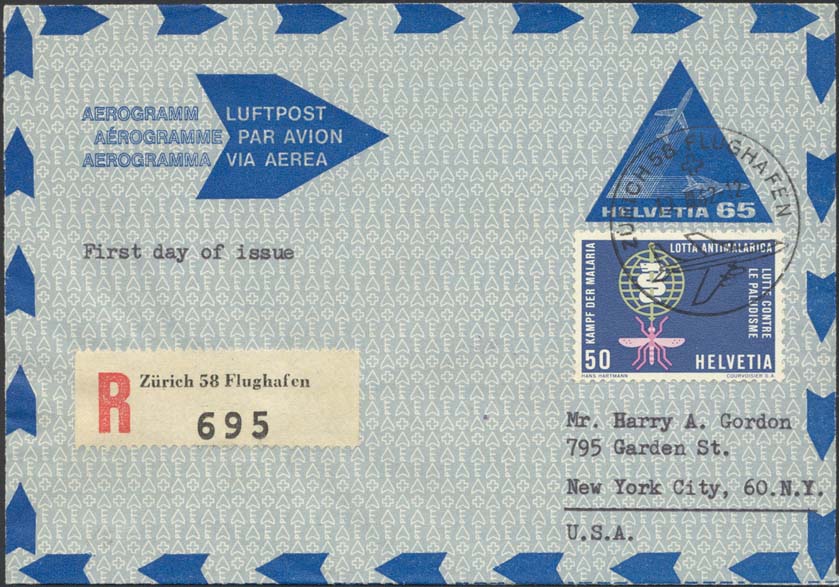 AEROGRAMM LUFTPOST
AÉROGRAMME PAR AVION
AEROGRAMMA VIA AEREA
HELVETIA 65
ZÜRICH 58 FLUGHAFEN
First day of issue
KAMPF DER MALARIA
LOTTA ANTIMALARICA
LUTTE CONTRE
LE PALUDISME
50 HELVETIA
HANS HARTMANN COURVOISIER S.A.
R Zürich 58 Flughafen
695
Mr. Harry A. Gordon
795 Garden St.
New York City, 60.N.Y.
U.S.A.